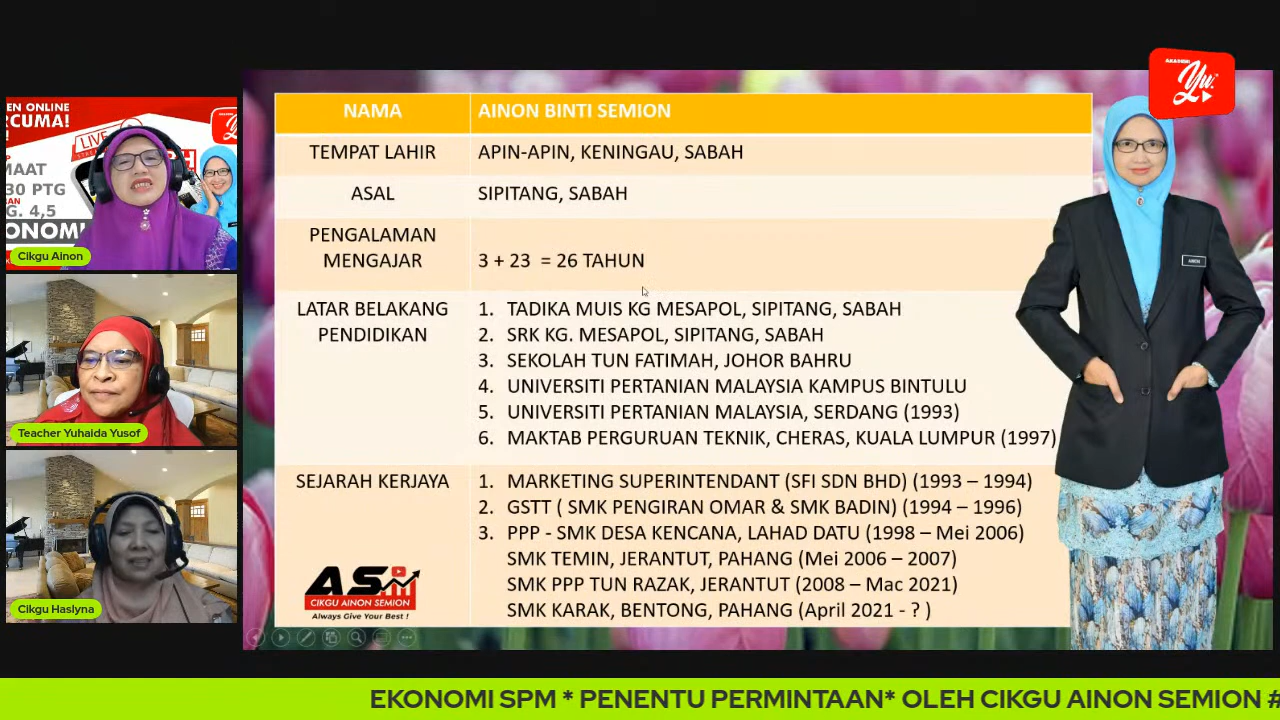 EN ONLINE
CUMA!
LIVE
MAAT
30 PTG
G. 4,5
ONOMI
Cikgu Ainon
Teacher Yuhaida Yusof
Cikgu Haslyna
AKADEMI
Yu
NAMA AINON BINTI SEMION
TEMPAT LAHIR APIN-APIN, KENINGAU, SABAH
ASAL SIPITANG, SABAH
PENGALAMAN
MENGAJAR 3 + 23 = 26 TAHUN
LATAR BELAKANG
PENDIDIKAN
1. TADIKA MUIS KG MESAPOL, SIPITANG, SABAH
2. SRK KG. MESAPOL, SIPITANG, SABAH
3. SEKOLAH TUN FATIMAH, JOHOR BAHRU
4. UNIVERSITI PERTANIAN MALAYSIA KAMPUS BINTULU
5. UNIVERSITI PERTANIAN MALAYSIA, SERDANG (1993)
6. MAKTAB PERGURUAN TEKNIK, CHERAS, KUALA LUMPUR (1997)
SEJARAH KERJAYA
1. MARKETING SUPERINTENDANT (SFI SDN BHD) (1993 – 1994)
2. GSTT ( SMK PENGIRAN OMAR & SMK BADIN) (1994 – 1996)
3. PPP - SMK DESA KENCANA, LAHAD DATU (1998 – Mei 2006)
SMK TEMIN, JERANTUT, PAHANG (Mei 2006 – 2007)
SMK PPP TUN RAZAK, JERANTUT (2008 – Mac 2021)
SMK KARAK, BENTONG, PAHANG (April 2021 - ? )
AS
CIKGU AINON SEMION
Always Give Your Best !
AINON
EKONOMI SPM * PENENTU PERMINTAAN* OLEH CIKGU AINON SEMION #